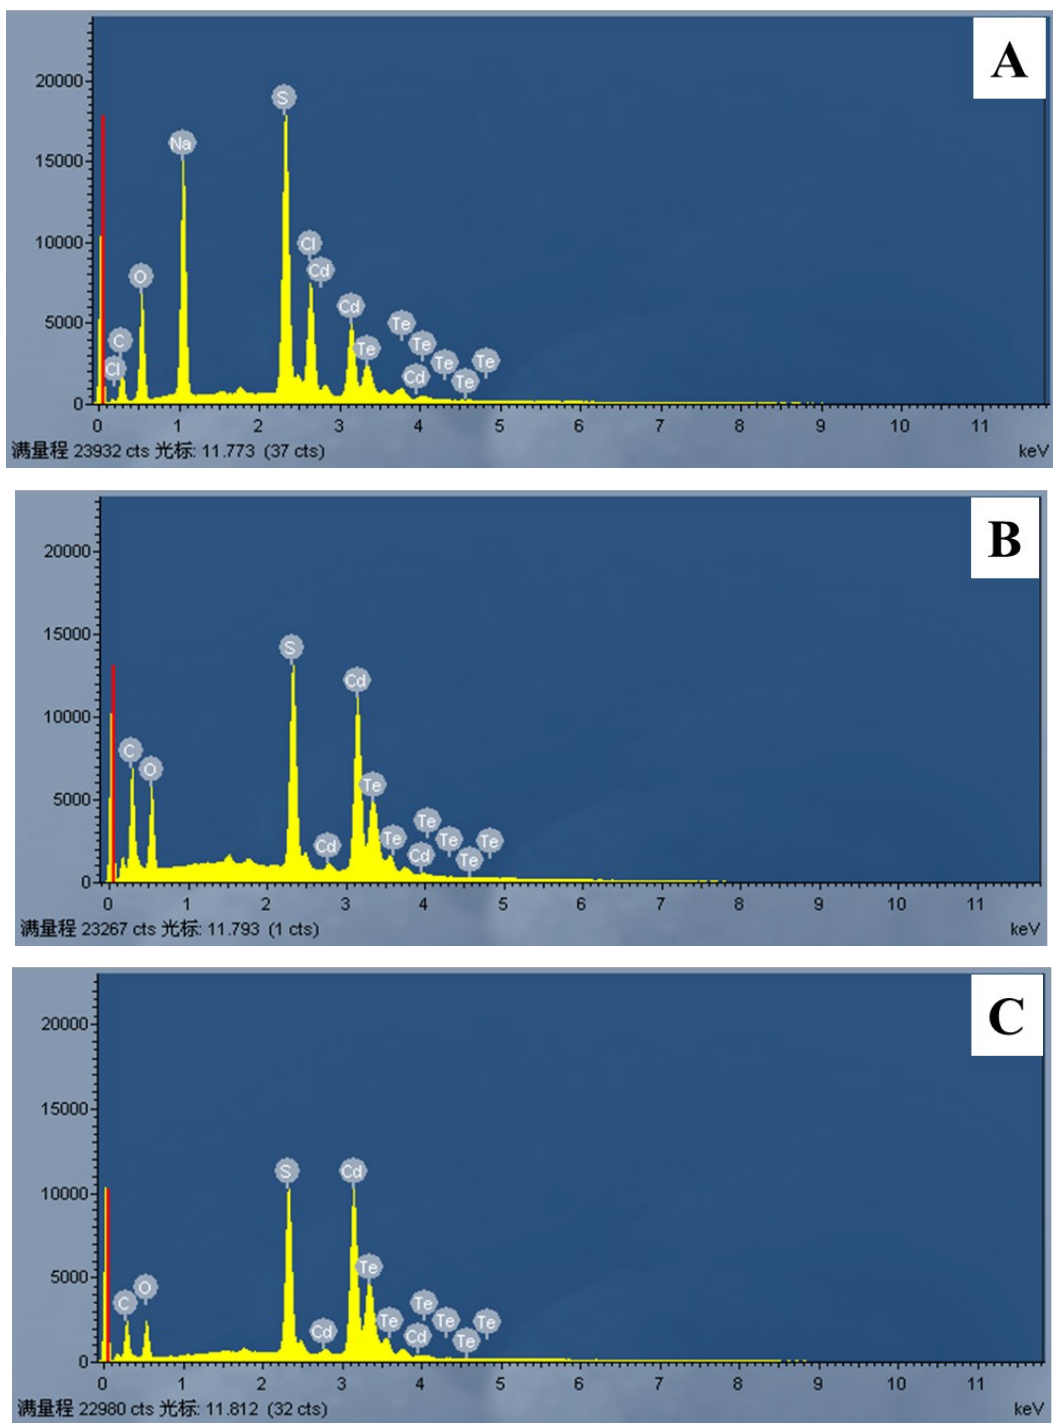 A
20000
15000
10000
5000
0
S
Na
Cl
Cd
O
Cd
Te
C
Te
Te
Te
Te
Cl
Cd
Te
0 1 2 3 4 5 6 7 8 9 10 11
满量程 23932 cts 光标: 11.773 (37 cts) keV
B
20000
15000
10000
5000
0
S
Cd
C
O
Te
Te
Cd
Te
Te
Te
Cd
Te
0 1 2 3 4 5 6 7 8 9 10 11
满量程 23267 cts 光标: 11.793 (1 cts) keV
C
20000
15000
10000
5000
0
S
Cd
Te
O
C
Te
Te
Te
Te
Cd
Cd
Te
0 1 2 3 4 5 6 7 8 9 10 11
满量程 22980 cts 光标: 11.812 (32 cts) keV